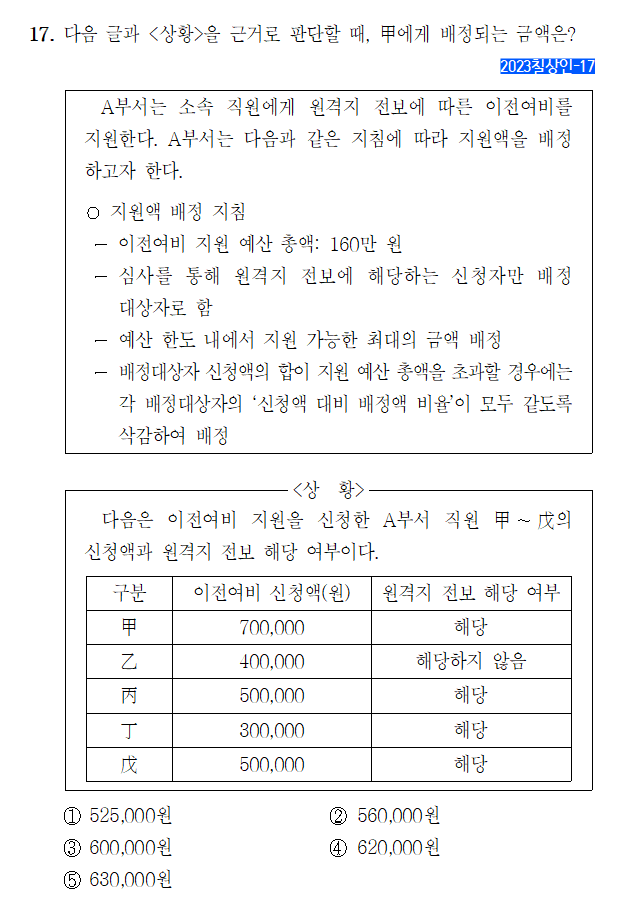 17. 다음 글과 <상황>을 근거로 판단할 때, 甲에게 배정되는 금액은?
2023칠상인-17
A부서는 소속 직원에게 원격지 전보에 따른 이전여비를
지원한다. A부서는 다음과 같은 지침에 따라 지원액을 배정
하고자 한다.
○ 지원액 배정 지침
- 이전여비 지원 예산 총액: 160만 원
- 심사를 통해 원격지 전보에 해당하는 신청자만 배정
대상자로 함
- 예산 한도 내에서 지원 가능한 최대의 금액 배정
- 배정대상자 신청액의 합이 지원 예산 총액을 초과할 경우에는
각 배정대상자의 ‘신청액 대비 배정액 비율’이 모두 같도록
삭감하여 배정
<상 황>
다음은 이전여비 지원을 신청한 A부서 직원 甲~戊의
신청액과 원격지 전보 해당 여부이다.
구분 이전여비 신청액(원) 원격지 전보 해당 여부
甲 700,000 해당
乙 400,000 해당하지 않음
丙 500,000 해당
丁 300,000 해당
戊 500,000 해당
① 525,000원 ② 560,000원
③ 600,000원 ④ 620,000원
⑤ 630,000원